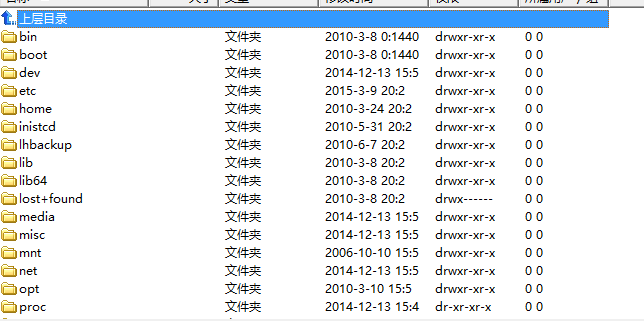 上层目录
bin 文件夹 2010-3-8 0:1440 drwxr-xr-x 0 0
boot 文件夹 2010-3-8 0:1440 drwxr-xr-x 0 0
dev 文件夹 2014-12-13 15:5 drwxr-xr-x 0 0
etc 文件夹 2015-3-9 20:2 drwxr-xr-x 0 0
home 文件夹 2010-3-24 20:2 drwxr-xr-x 0 0
inistcd 文件夹 2010-5-31 20:2 drwxr-xr-x 0 0
lhbackup 文件夹 2010-6-7 20:2 drwxr-xr-x 0 0
lib 文件夹 2010-3-8 20:2 drwxr-xr-x 0 0
lib64 文件夹 2010-3-8 20:2 drwxr-xr-x 0 0
lost+found 文件夹 2010-3-8 20:2 drwx------ 0 0
media 文件夹 2014-12-13 15:5 drwxr-xr-x 0 0
misc 文件夹 2014-12-13 15:5 drwxr-xr-x 0 0
mnt 文件夹 2006-10-10 15:5 drwxr-xr-x 0 0
net 文件夹 2014-12-13 15:5 drwxr-xr-x 0 0
opt 文件夹 2010-3-10 15:5 drwxr-xr-x 0 0
proc 文件夹 2014-12-13 15:4 dr-xr-xr-x 0 0